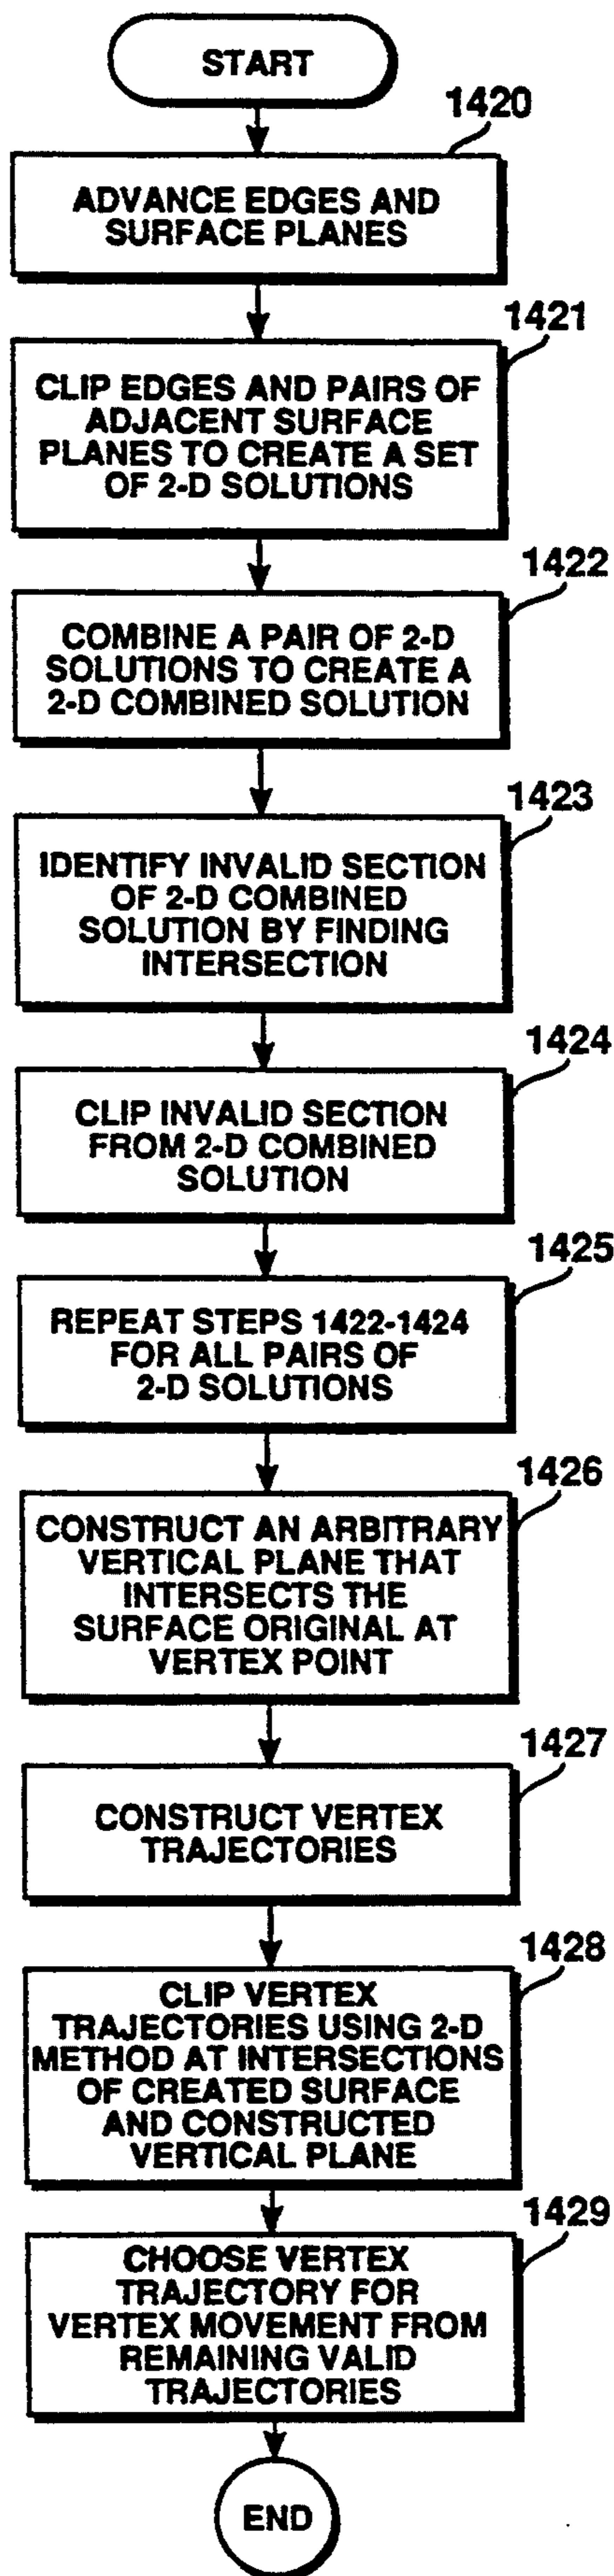 START
1420
ADVANCE EDGES AND
SURFACE PLANES
1421
CLIP EDGES AND PAIRS OF
ADJACENT SURFACE
PLANES TO CREATE A SET
OF 2-D SOLUTIONS
1422
COMBINE A PAIR OF 2-D
SOLUTIONS TO CREATE A
2-D COMBINED SOLUTION
1423
IDENTIFY INVALID SECTION
OF 2-D COMBINED
SOLUTION BY FINDING
INTERSECTION
1424
CLIP INVALID SECTION
FROM 2-D COMBINED
SOLUTION
1425
REPEAT STEPS 1422-1424
FOR ALL PAIRS OF
2-D SOLUTIONS
1426
CONSTRUCT AN ARBITRARY
VERTICAL PLANE THAT
INTERSECTS THE
SURFACE ORIGINAL AT
VERTEX POINT
1427
CONSTRUCT VERTEX
TRAJECTORIES
1428
CLIP VERTEX
TRAJECTORIES USING 2-D
METHOD AT INTERSECTIONS
OF CREATED SURFACE
AND CONSTRUCTED
VERTICAL PLANE
1429
CHOOSE VERTEX
TRAJECTORY FOR
VERTEX MOVEMENT FROM
REMAINING VALID
TRAJECTORIES
END